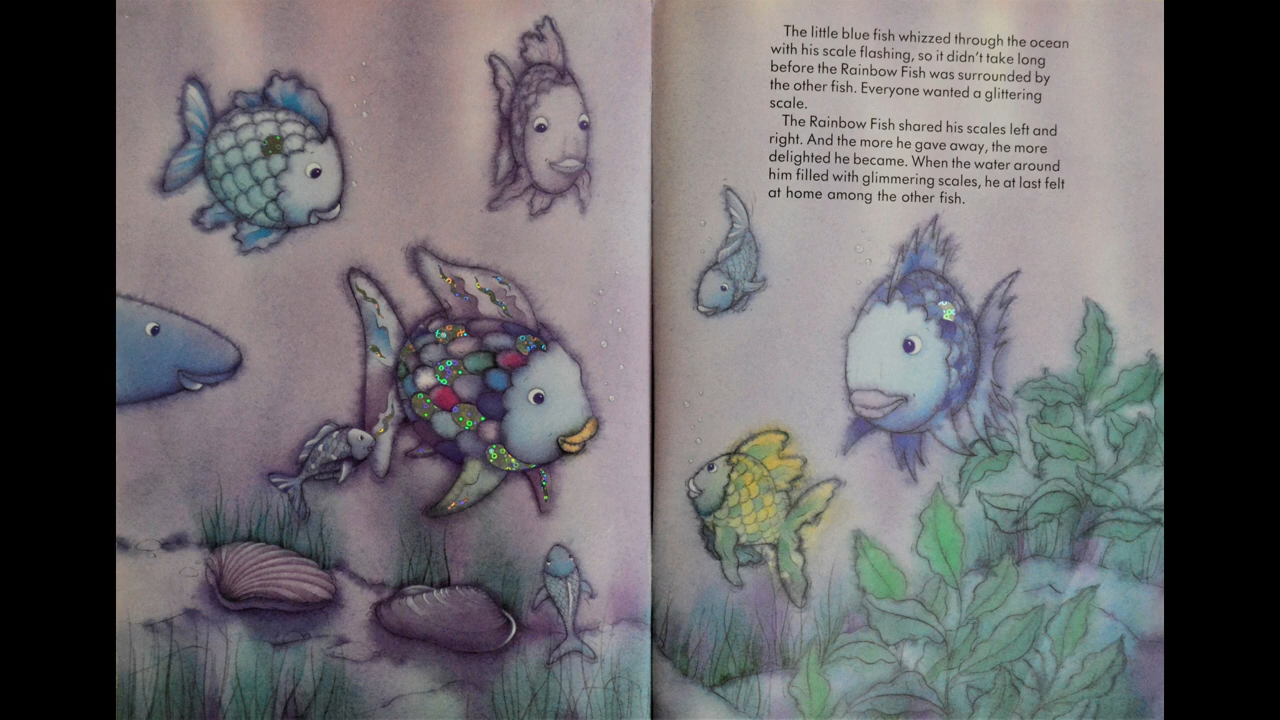 The little blue fish whizzed through the ocean
with his scale flashing, so it didn't take long
before the Rainbow Fish was surrounded by
the other fish. Everyone wanted a glittering
scale.
The Rainbow Fish shared his scales left and
right. And the more he gave away, the more
delighted he became. When the water around
him filled with glimmering scales, he at last felt
at home among the other fish.